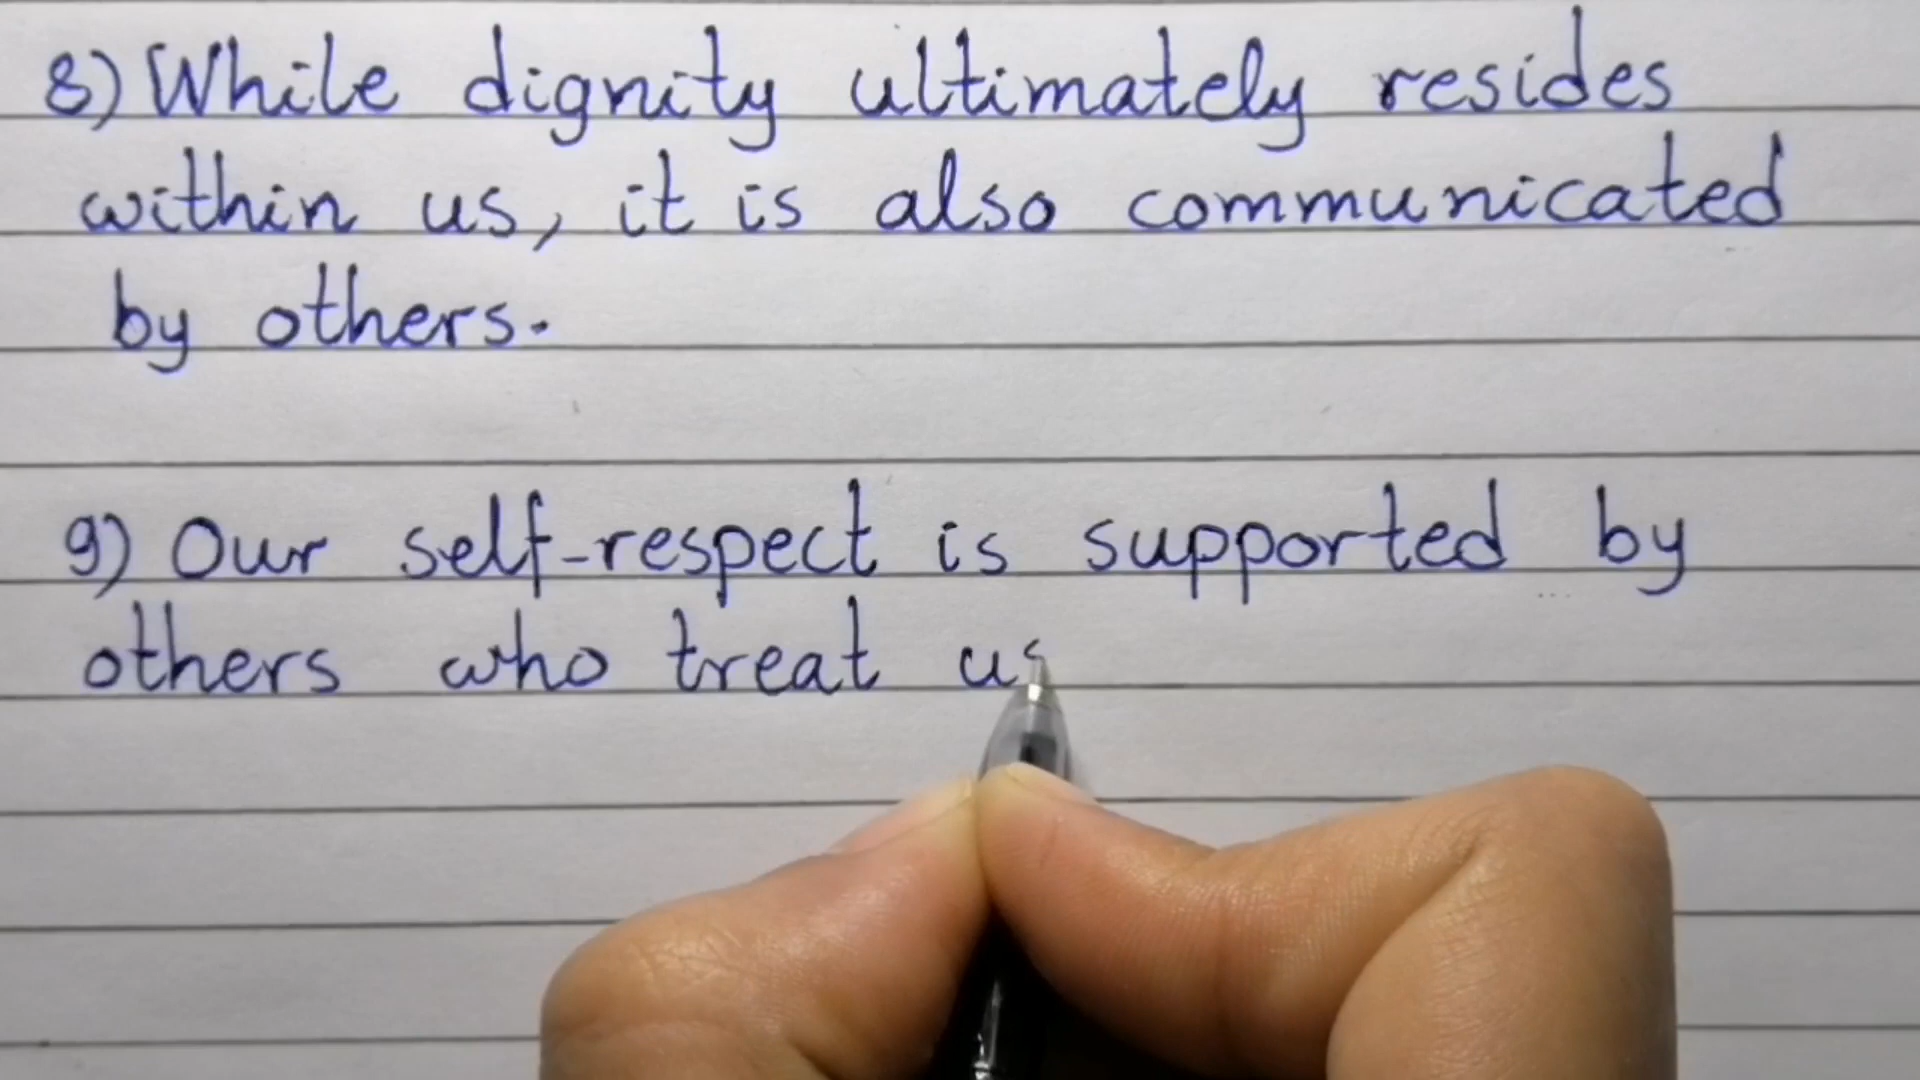 8) While dignity ultimately resides
within us, it is also communicated
by others.
9) Our self-respect is supported by
others who treat us